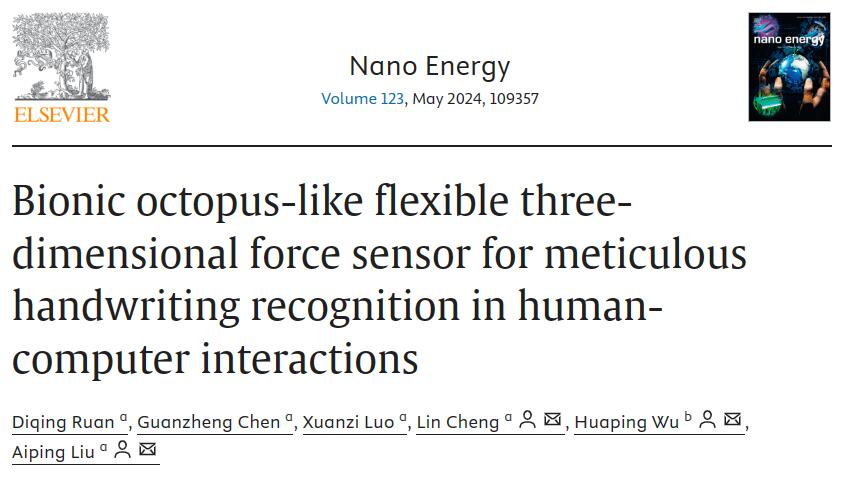 ELSEVIER
Nano Energy
Volume 123, May 2024, 109357
nano energy
Bionic octopus-like flexible three-
dimensional force sensor for meticulous
handwriting recognition in human-
computer interactions
Diqing Ruan a, Guanzheng Chen a, Xuanzi Luo a, Lin Cheng a, Huaping Wu b,
Aiping Liu a